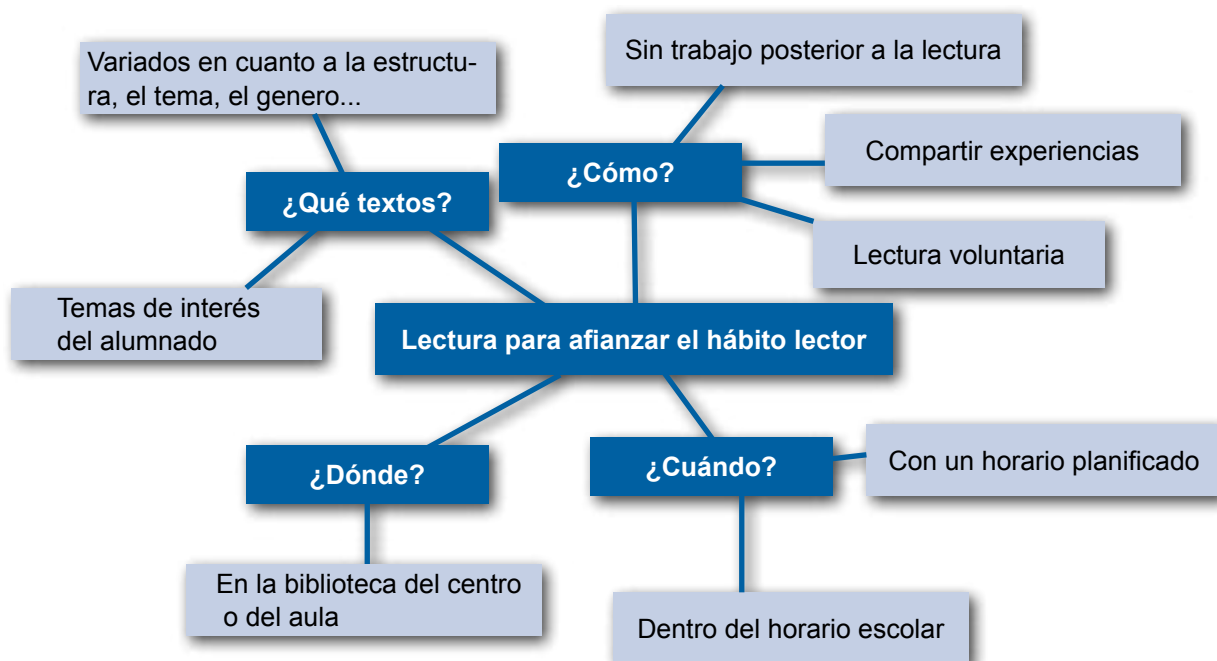 Variados en cuanto a la estructu-
ra, el tema, el genero...
Sin trabajo posterior a la lectura
¿Cómo?
Compartir experiencias
¿Qué textos?
Lectura voluntaria
Temas de interés
del alumnado
Lectura para afianzar el hábito lector
¿Dónde?
¿Cuándo?
Con un horario planificado
En la biblioteca del centro
o del aula
Dentro del horario escolar